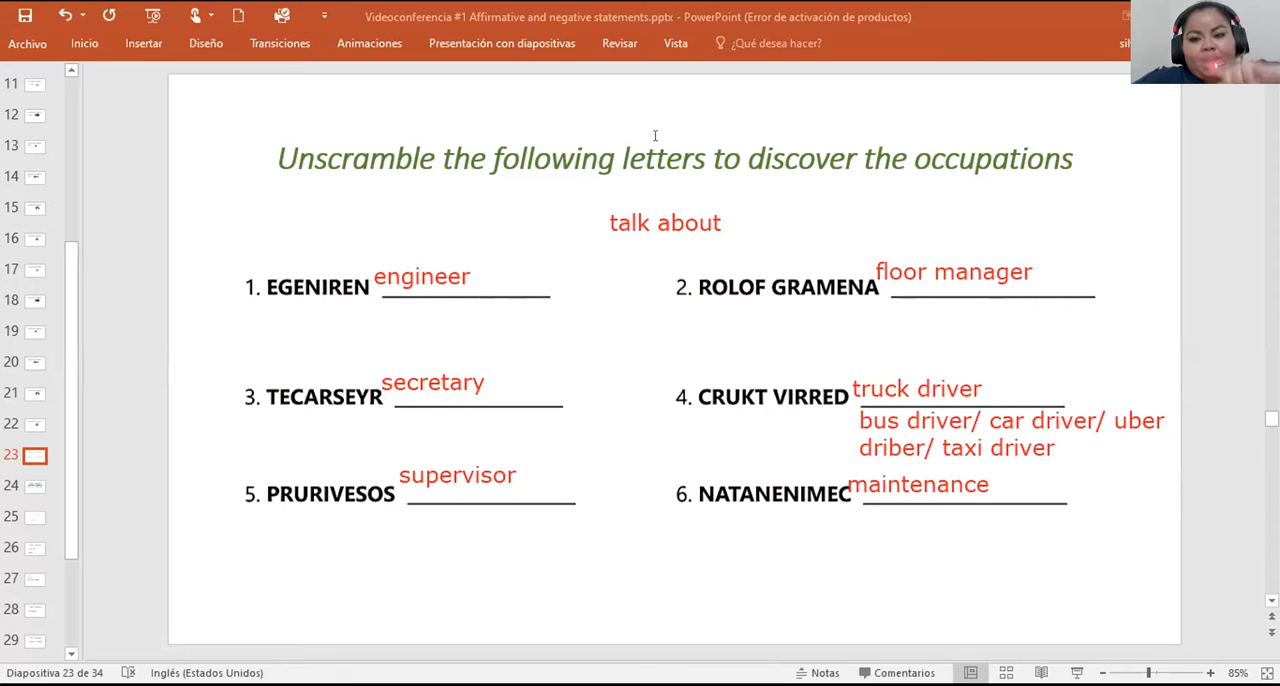 Videoconferencia #1 Affirmative and negative statements.pptx - PowerPoint (Error de activación de productos)
Archivo Inicio Insertar Diseño Transiciones Animaciones Presentación con diapositivas Revisar Vista ¿Qué desea hacer?
11
12
13
14
15
16
17
18
19
20
21
22
23
24
25
26
27
28
29
Unscramble the following letters to discover the occupations
talk about
1. EGENIREN engineer
2. ROLOF GRAMENA floor manager
3. TECARSEYR secretary
4. CRUKT VIRRED truck driver
bus driver/ car driver/ uber
driber/ taxi driver
5. PRURIVESOS supervisor
6. NATANENIMEC maintenance
Diapositiva 23 de 34 Inglés (Estados Unidos) Notas Comentarios 85%